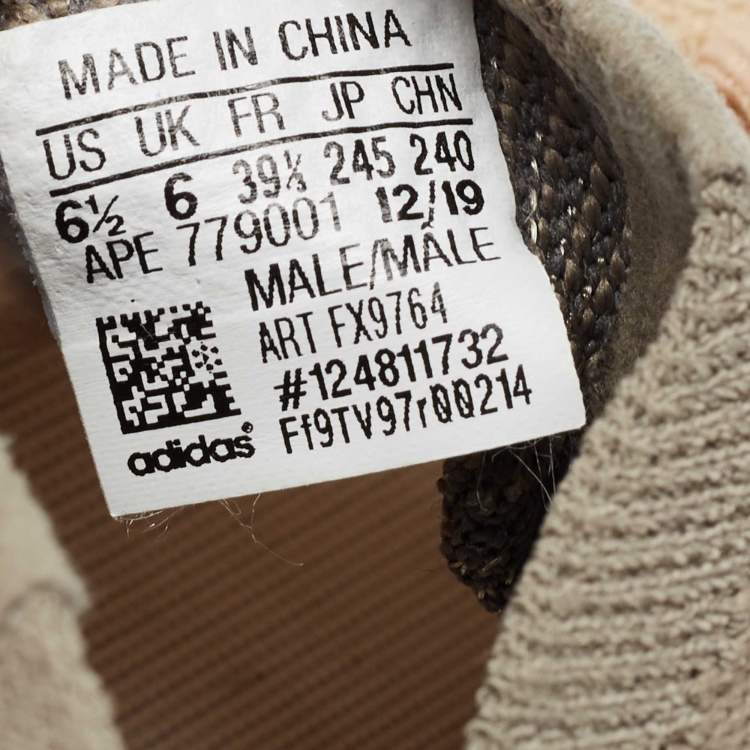 MADE IN CHINA
US UK FR JP CHN
6½ 6 39⅓ 245 240
APE 779001 12/19
MALE/MÂLE
ART FX9764
#124811732
Ff9TV97r00214
adidas®